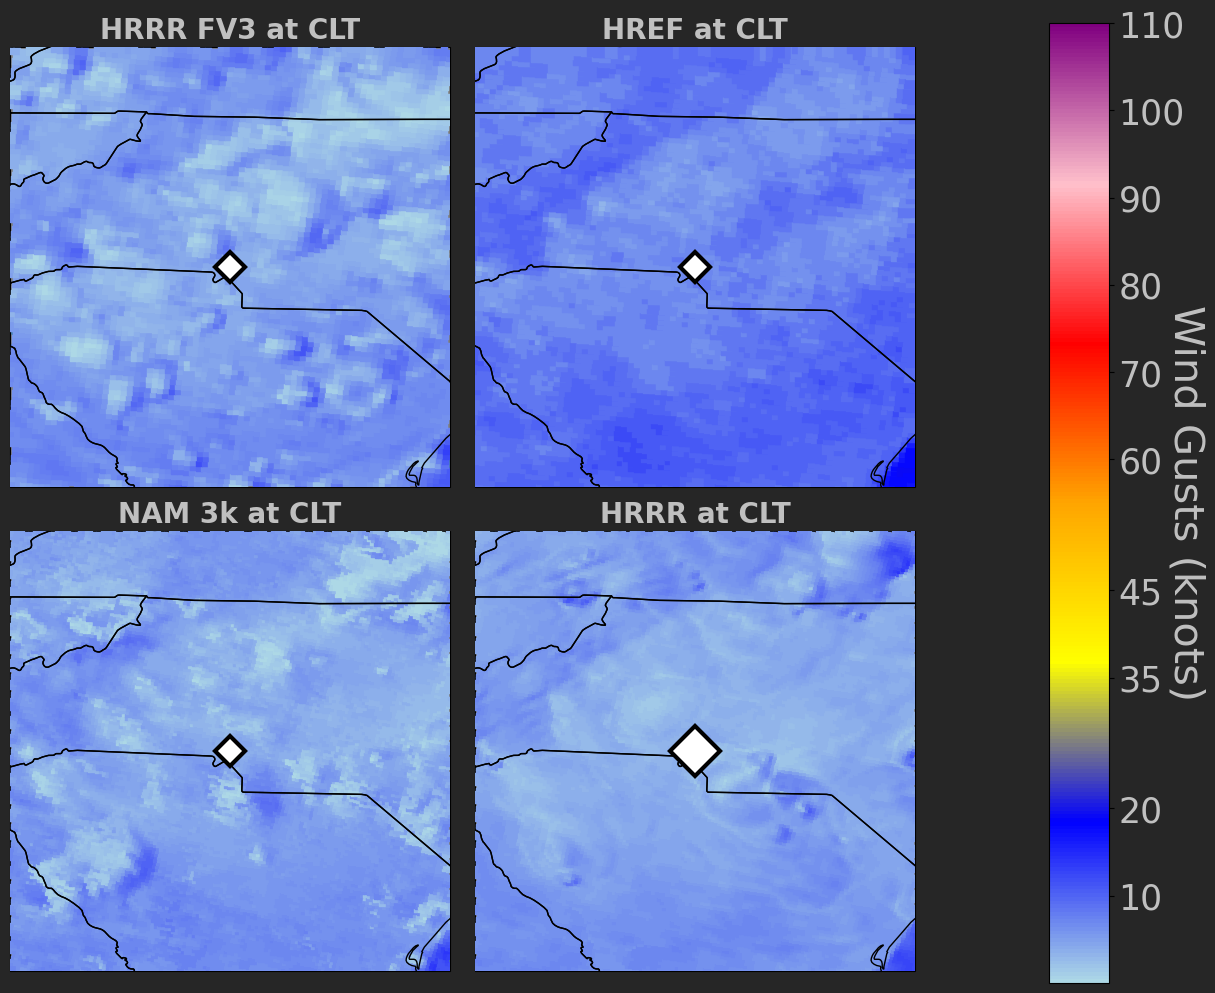 HRRR FV3 at CLT
HREF at CLT
NAM 3k at CLT
HRRR at CLT
110
100
90
80
70
60
45
35
20
10
Wind Gusts (knots)